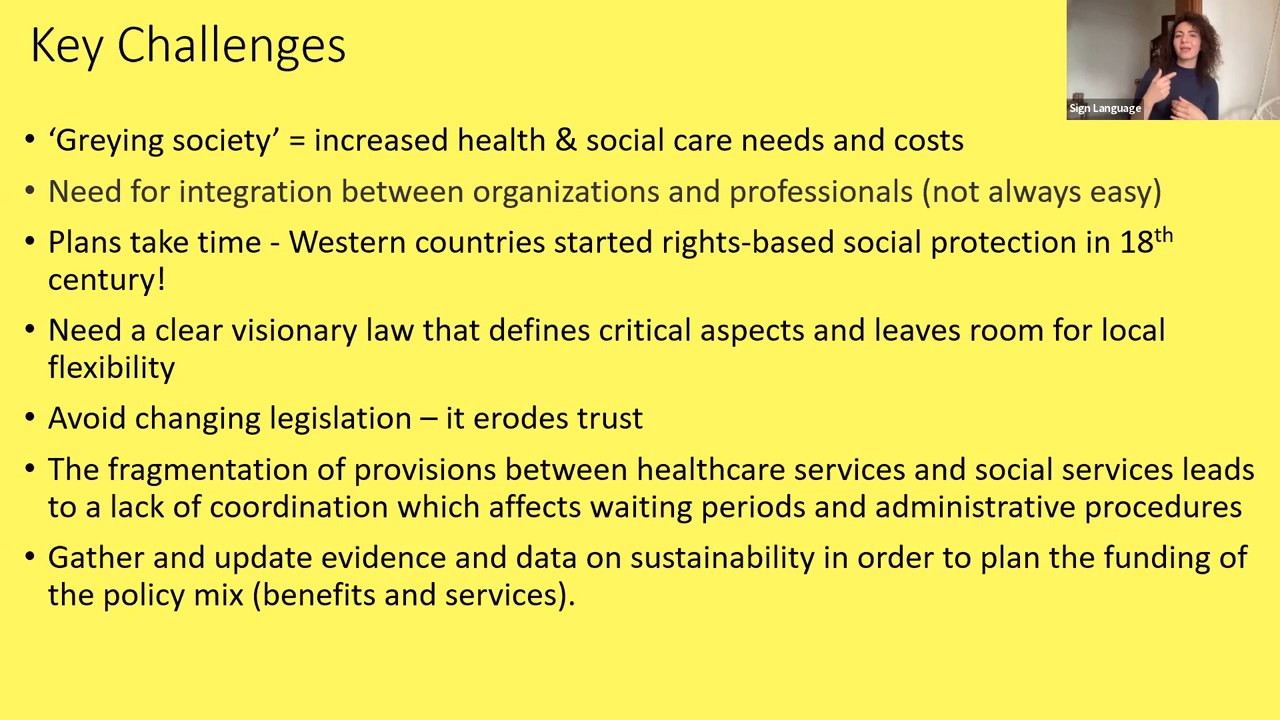 Key Challenges
Sign Language
• ‘Greying society’ = increased health & social care needs and costs
• Need for integration between organizations and professionals (not always easy)
• Plans take time - Western countries started rights-based social protection in 18th
century!
• Need a clear visionary law that defines critical aspects and leaves room for local
flexibility
• Avoid changing legislation – it erodes trust
• The fragmentation of provisions between healthcare services and social services leads
to a lack of coordination which affects waiting periods and administrative procedures
• Gather and update evidence and data on sustainability in order to plan the funding of
the policy mix (benefits and services).